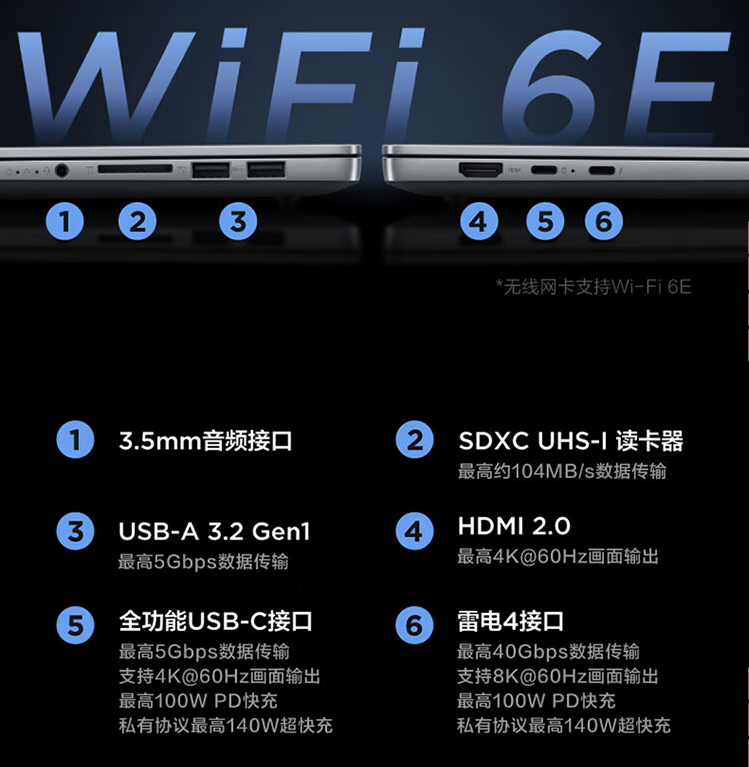 WiFi 6E
1
2
3
4
5
6
*无线网卡支持Wi-Fi 6E
1
3.5mm音频接口
2
SDXC UHS-I 读卡器
最高约104MB/s数据传输
3
USB-A 3.2 Gen1
最高5Gbps数据传输
4
HDMI 2.0
最高4K@60Hz画面输出
5
全功能USB-C接口
最高5Gbps数据传输
支持4K@60Hz画面输出
最高100W PD快充
私有协议最高140W超快充
6
雷电4接口
最高40Gbps数据传输
支持8K@60Hz画面输出
最高100W PD快充
私有协议最高140W超快充